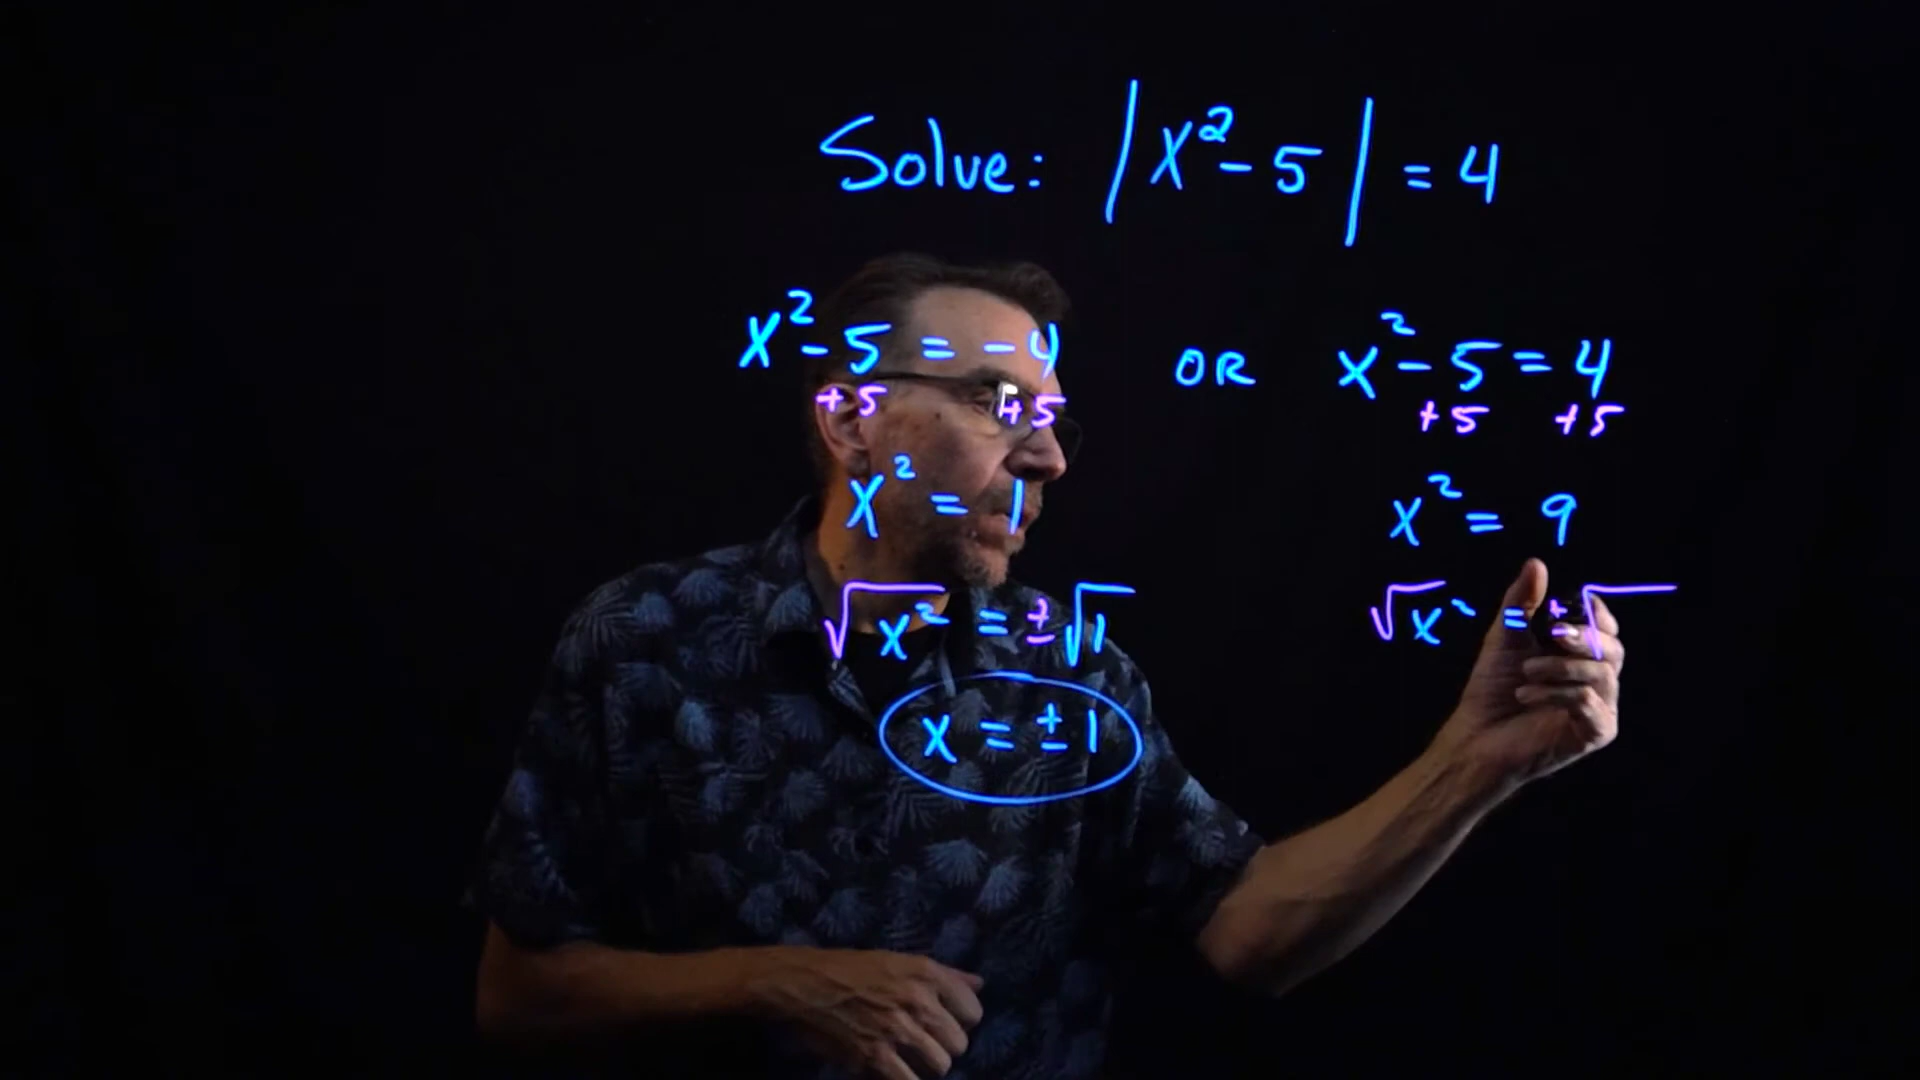 Solve: |x²-5| = 4
x²-5 = -4 OR x²-5 = 4
+5 +5 +5 +5
x² = 1 x² = 9
√x² = ±√1 √x² = ±√
x = ±1